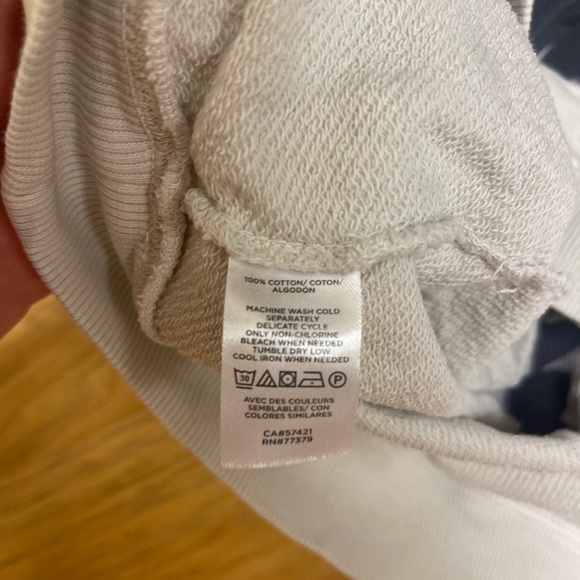 100% COTTON/ COTON/
ALGODON
MACHINE WASH COLD
SEPARATELY
DELICATE CYCLE
ONLY NON-CHLORINE
BLEACH WHEN NEEDED
TUMBLE DRY LOW
COOL IRON WHEN NEEDED
30 P
AVEC DES COULEURS
SEMBLABLES/ CON
COLORES SIMILARES
CA#57421
RN#77379